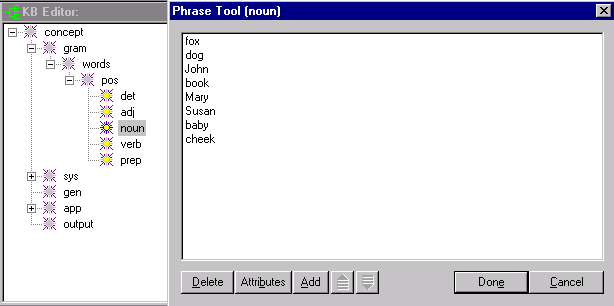 KB Editor:
concept
gram
words
pos
det
adj
noun
verb
prep
sys
gen
app
output
Phrase Tool (noun)
fox
dog
John
book
Mary
Susan
baby
cheek
Delete Attributes Add Done Cancel